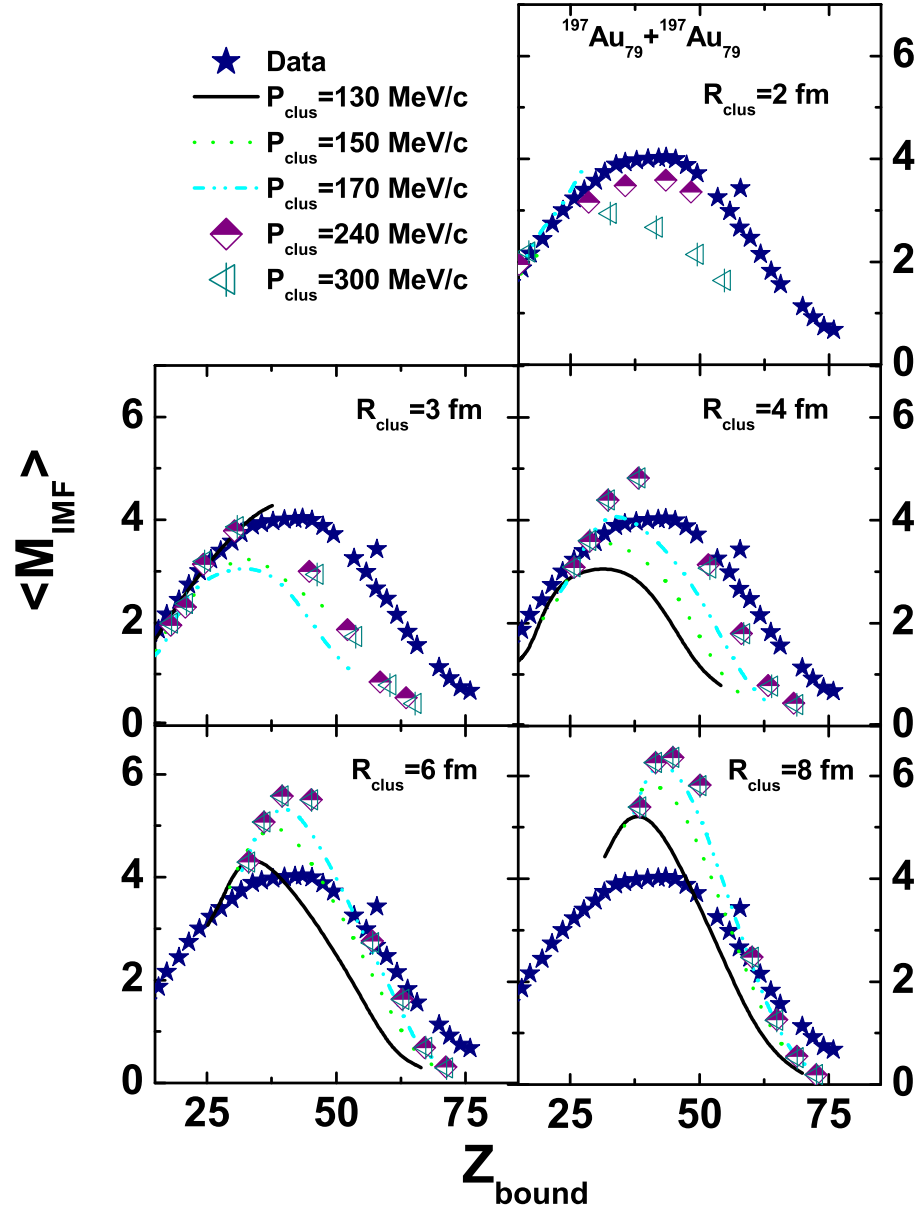 Data
P_clus=130 MeV/c
P_clus=150 MeV/c
P_clus=170 MeV/c
P_clus=240 MeV/c
P_clus=300 MeV/c
¹⁹⁷Au₇₉+¹⁹⁷Au₇₉
R_clus=2 fm
6
4
2
0
R_clus=3 fm
6
4
2
0
R_clus=4 fm
6
4
2
0
R_clus=6 fm
6
4
2
0
R_clus=8 fm
6
4
2
0
<M_IMF>
25 50 75
25 50 75
Z_bound